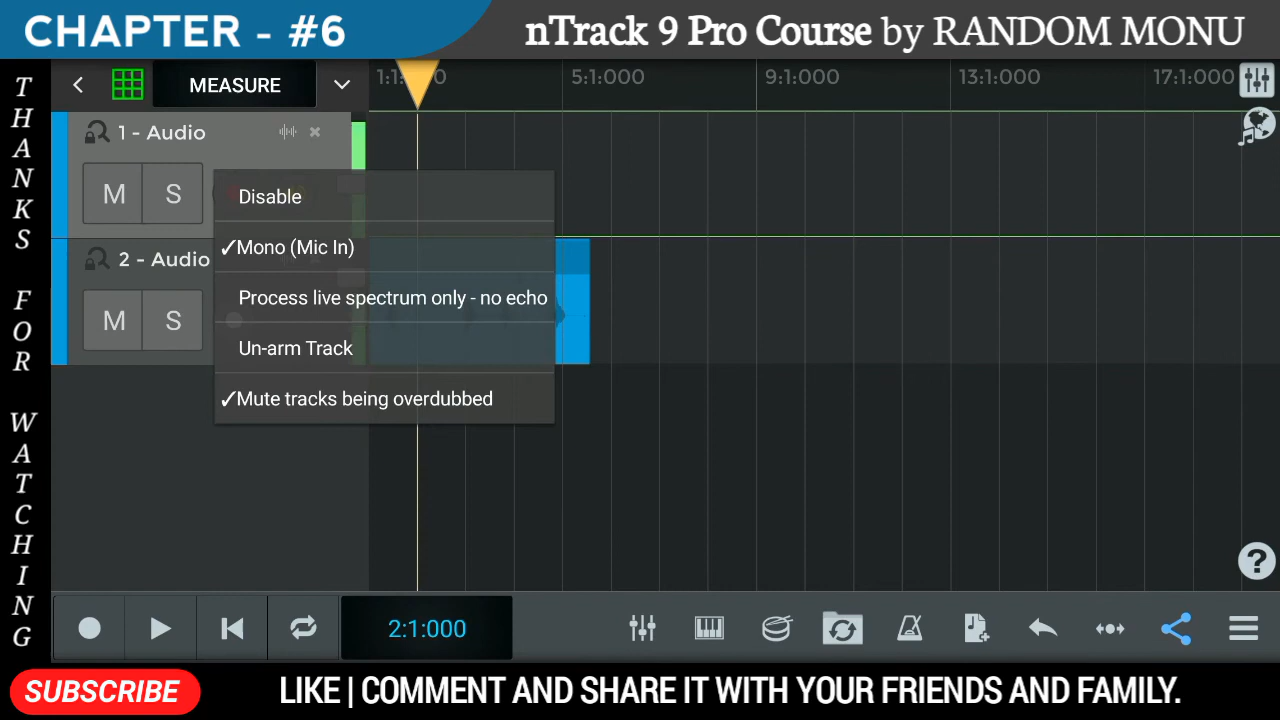 CHAPTER - #6
nTrack 9 Pro Course by RANDOM MONU
THANKS FOR WATCHING
MEASURE
5:1:000
9:1:000
13:1:000
17:1:000
1 - Audio
M S
Disable
✓Mono (Mic In)
Process live spectrum only - no echo
Un-arm Track
✓Mute tracks being overdubbed
2 - Audio
M S
2:1:000
?
SUBSCRIBE
LIKE | COMMENT AND SHARE IT WITH YOUR FRIENDS AND FAMILY.